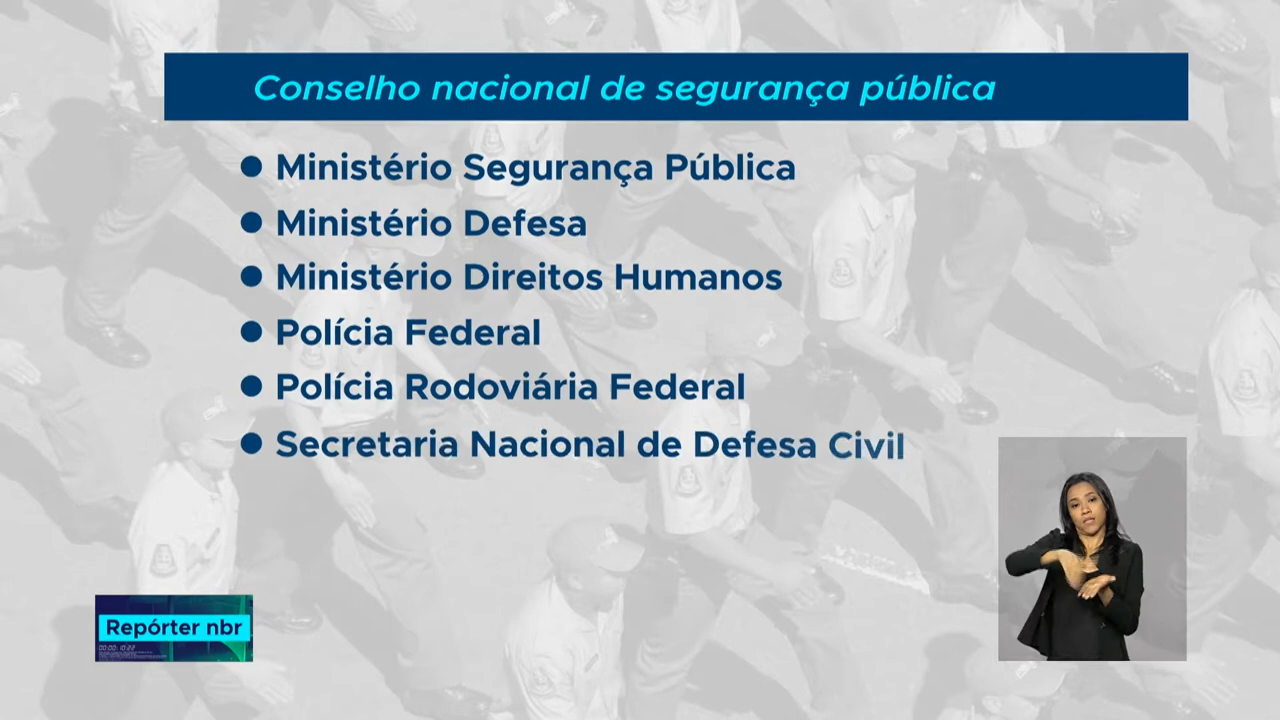 Conselho nacional de segurança pública
● Ministério Segurança Pública
● Ministério Defesa
● Ministério Direitos Humanos
● Polícia Federal
● Polícia Rodoviária Federal
● Secretaria Nacional de Defesa Civil
Repórter nbr